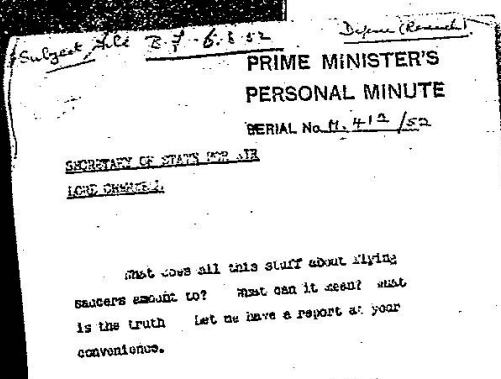 Subject file B.F. 6.8.52 Defence (Research)
PRIME MINISTER'S
PERSONAL MINUTE
SERIAL No. M. 412/52
SECRETARY OF STATE FOR AIR
LORD CHERWELL
What does all this stuff about flying
saucers amount to? What can it mean? What
is the truth Let me have a report at your
convenience.